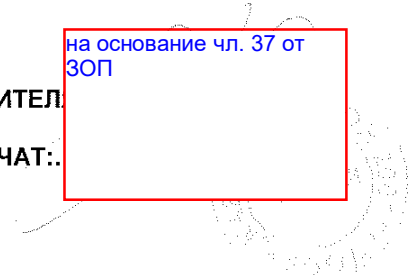 на основание чл. 37 от
ЗОП
ИТЕЛ
ЧАТ:.